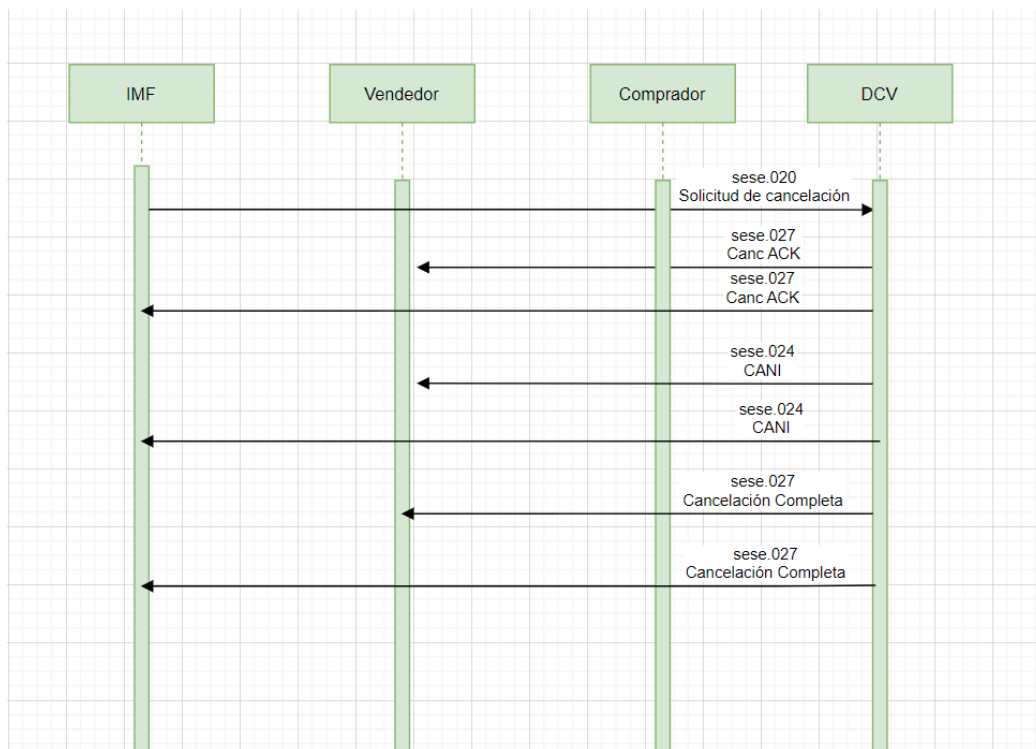 IMF
Vendedor
Comprador
DCV
sese.020
Solicitud de cancelación
sese.027
Canc ACK
sese.027
Canc ACK
sese.024
CANI
sese.024
CANI
sese.027
Cancelación Completa
sese.027
Cancelación Completa